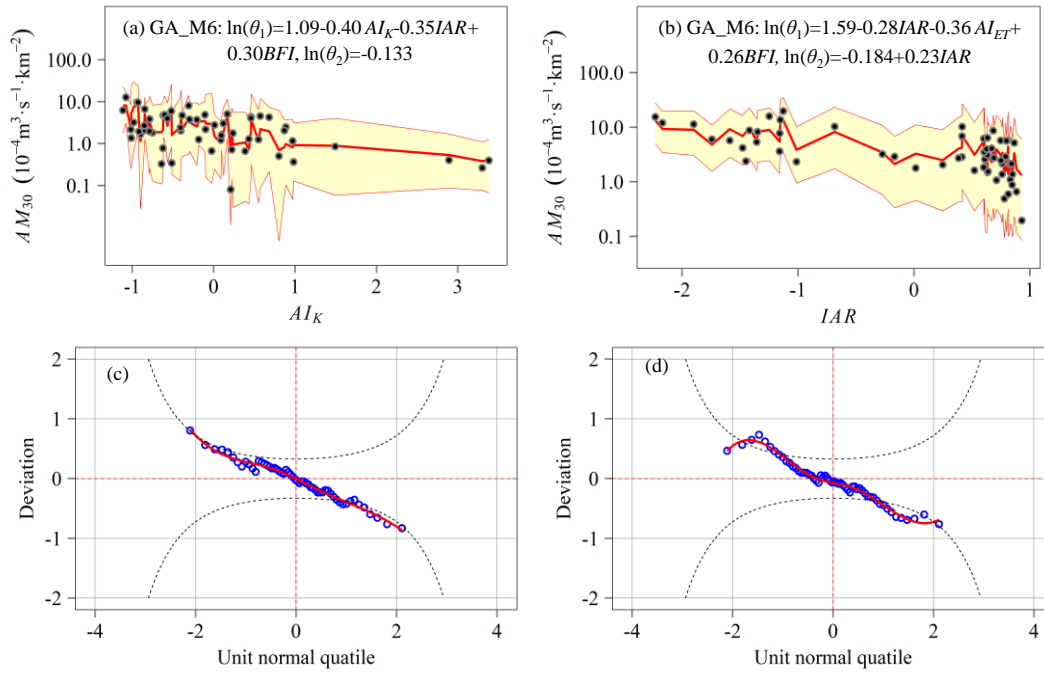 (a) GA_M6: ln(θ1)=1.09-0.40 AIK-0.35IAR+
0.30BFI, ln(θ2)=-0.133
AM30 (10−4m3·s−1·km−2)
100.0
10.0
1.0
0.1
-1 0 1 2 3
AIK
(b) GA_M6: ln(θ1)=1.59-0.28IAR-0.36 AIET+
0.26BFI, ln(θ2)=-0.184+0.23IAR
AM30 (10−4m3·s−1·km−2)
100.0
10.0
1.0
0.1
-2 -1 0 1
IAR
(c)
Deviation
2
1
0
-1
-2
-4 -2 0 2 4
Unit normal quatile
(d)
Deviation
2
1
0
-1
-2
-4 -2 0 2 4
Unit normal quatile